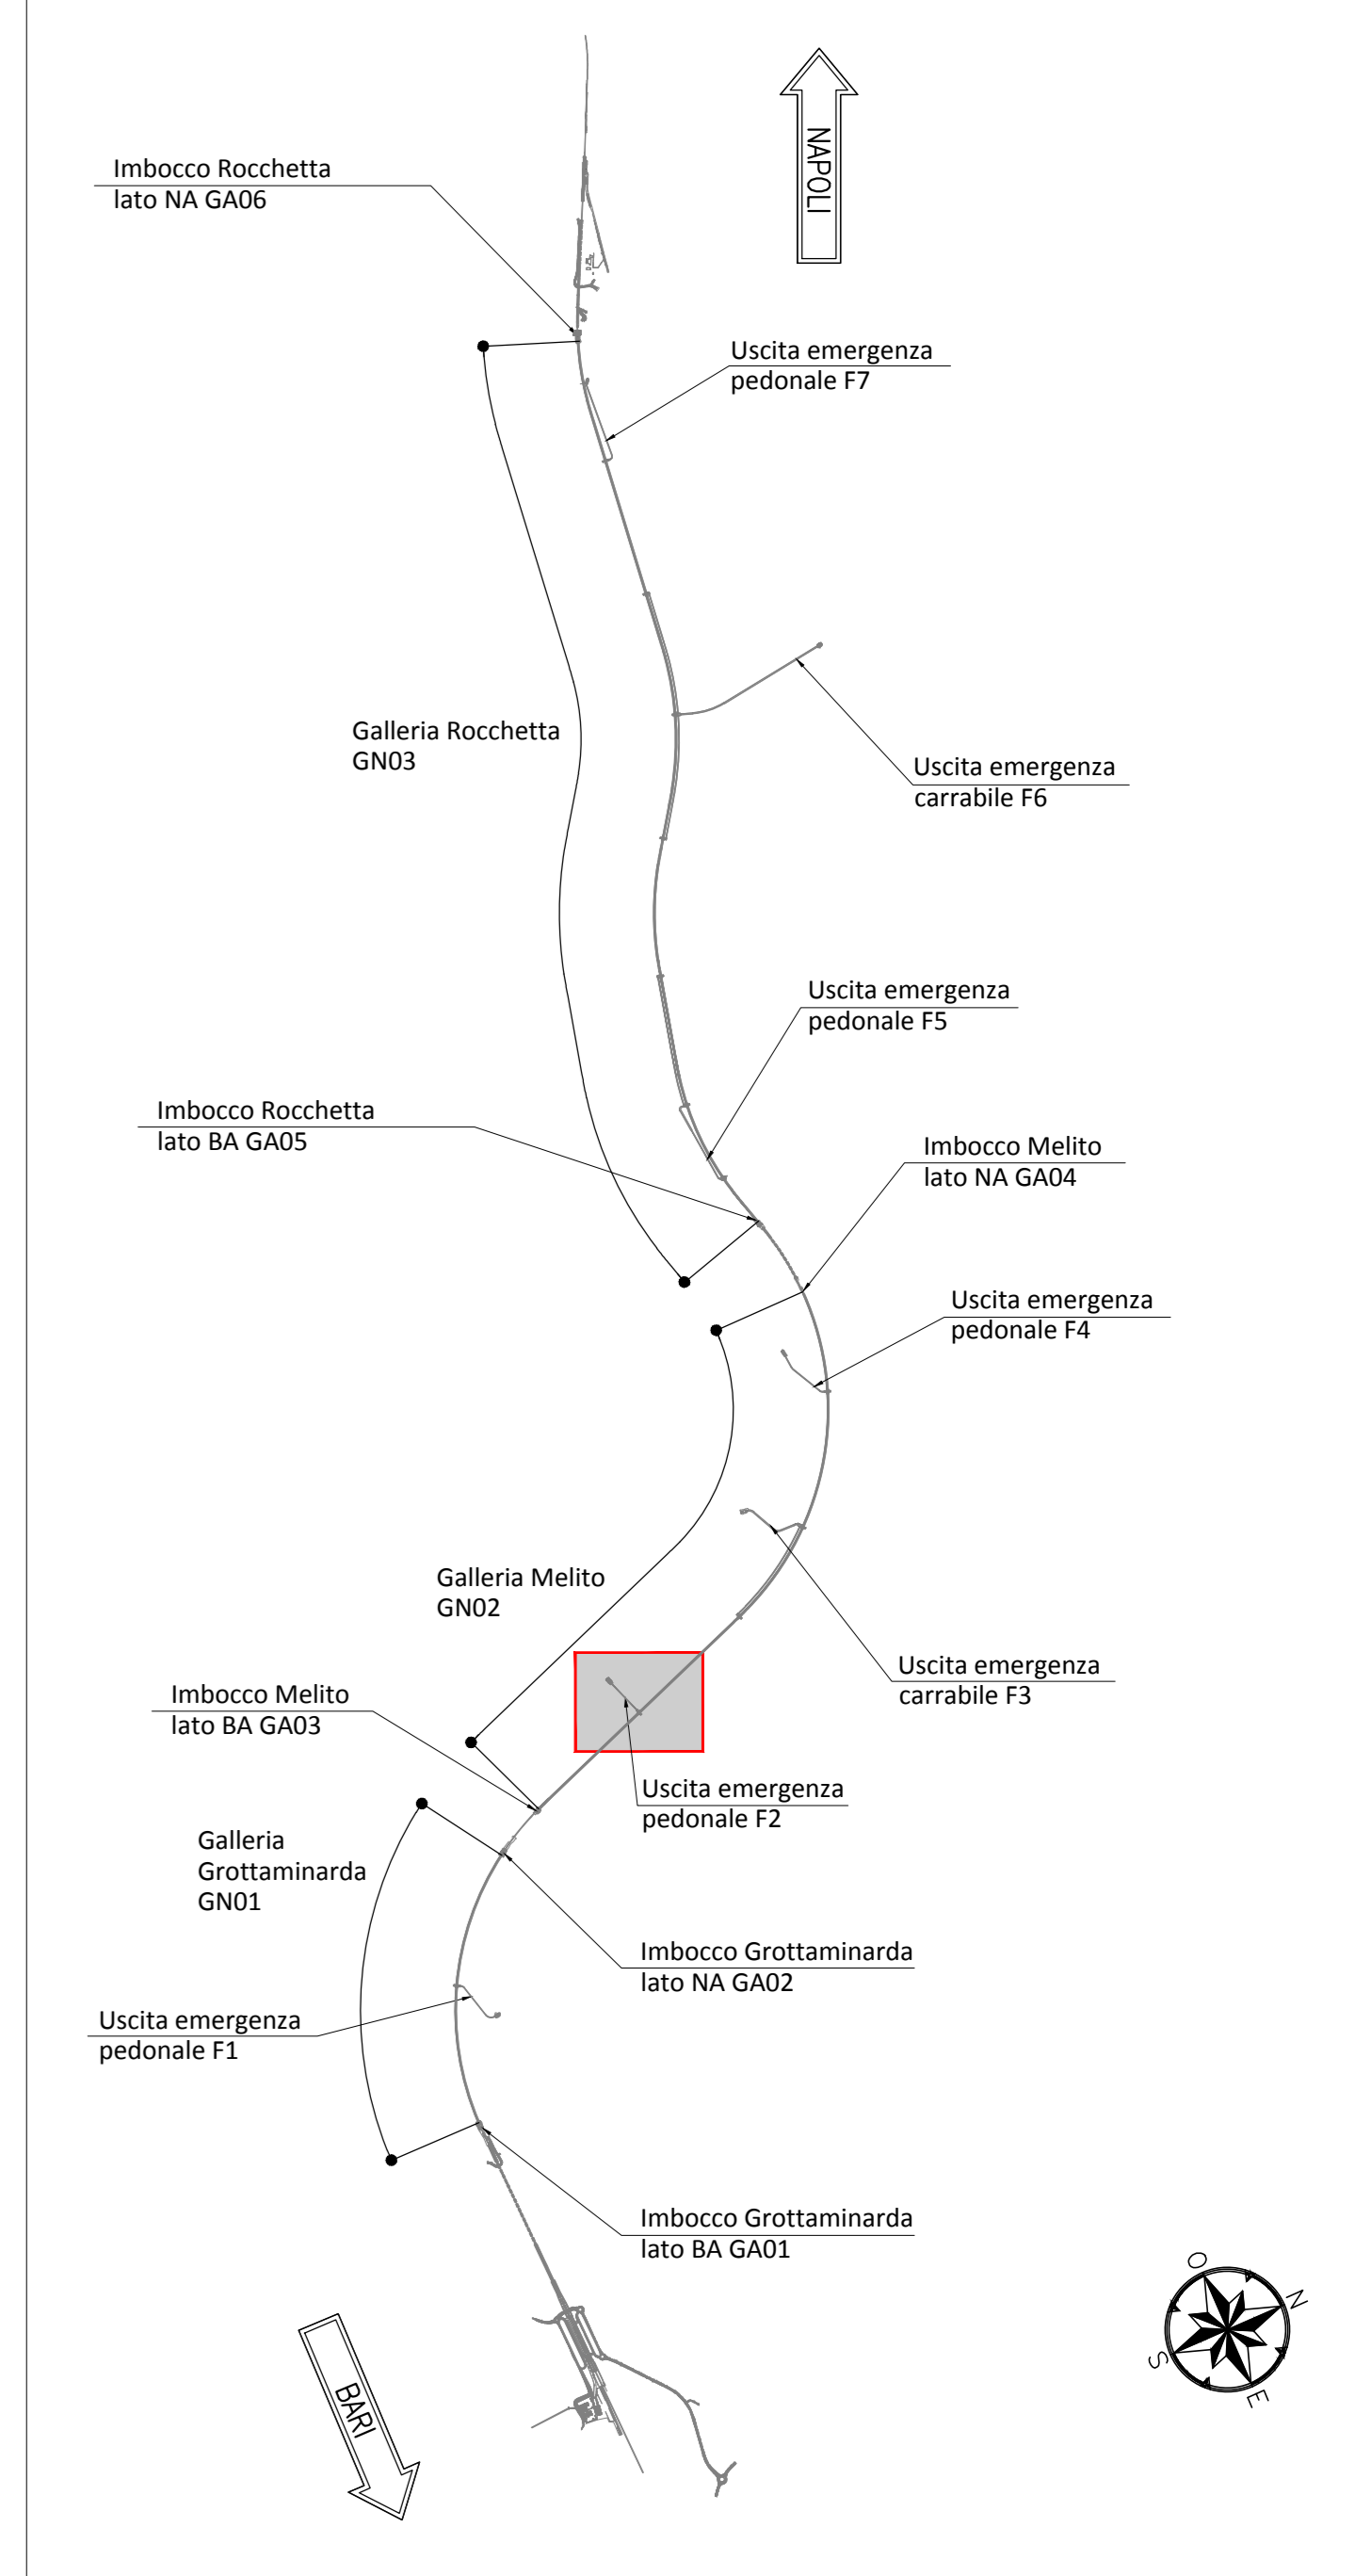 NAPOLI
Imbocco Rocchetta
lato NA GA06
Uscita emergenza
pedonale F7
Galleria Rocchetta
GN03
Uscita emergenza
carrabile F6
Uscita emergenza
pedonale F5
Imbocco Rocchetta
lato BA GA05
Imbocco Melito
lato NA GA04
Uscita emergenza
pedonale F4
Galleria Melito
GN02
Uscita emergenza
carrabile F3
Imbocco Melito
lato BA GA03
Uscita emergenza
pedonale F2
Galleria
Grottaminarda
GN01
Imbocco Grottaminarda
lato NA GA02
Uscita emergenza
pedonale F1
Imbocco Grottaminarda
lato BA GA01
O
N
S
E
BARI